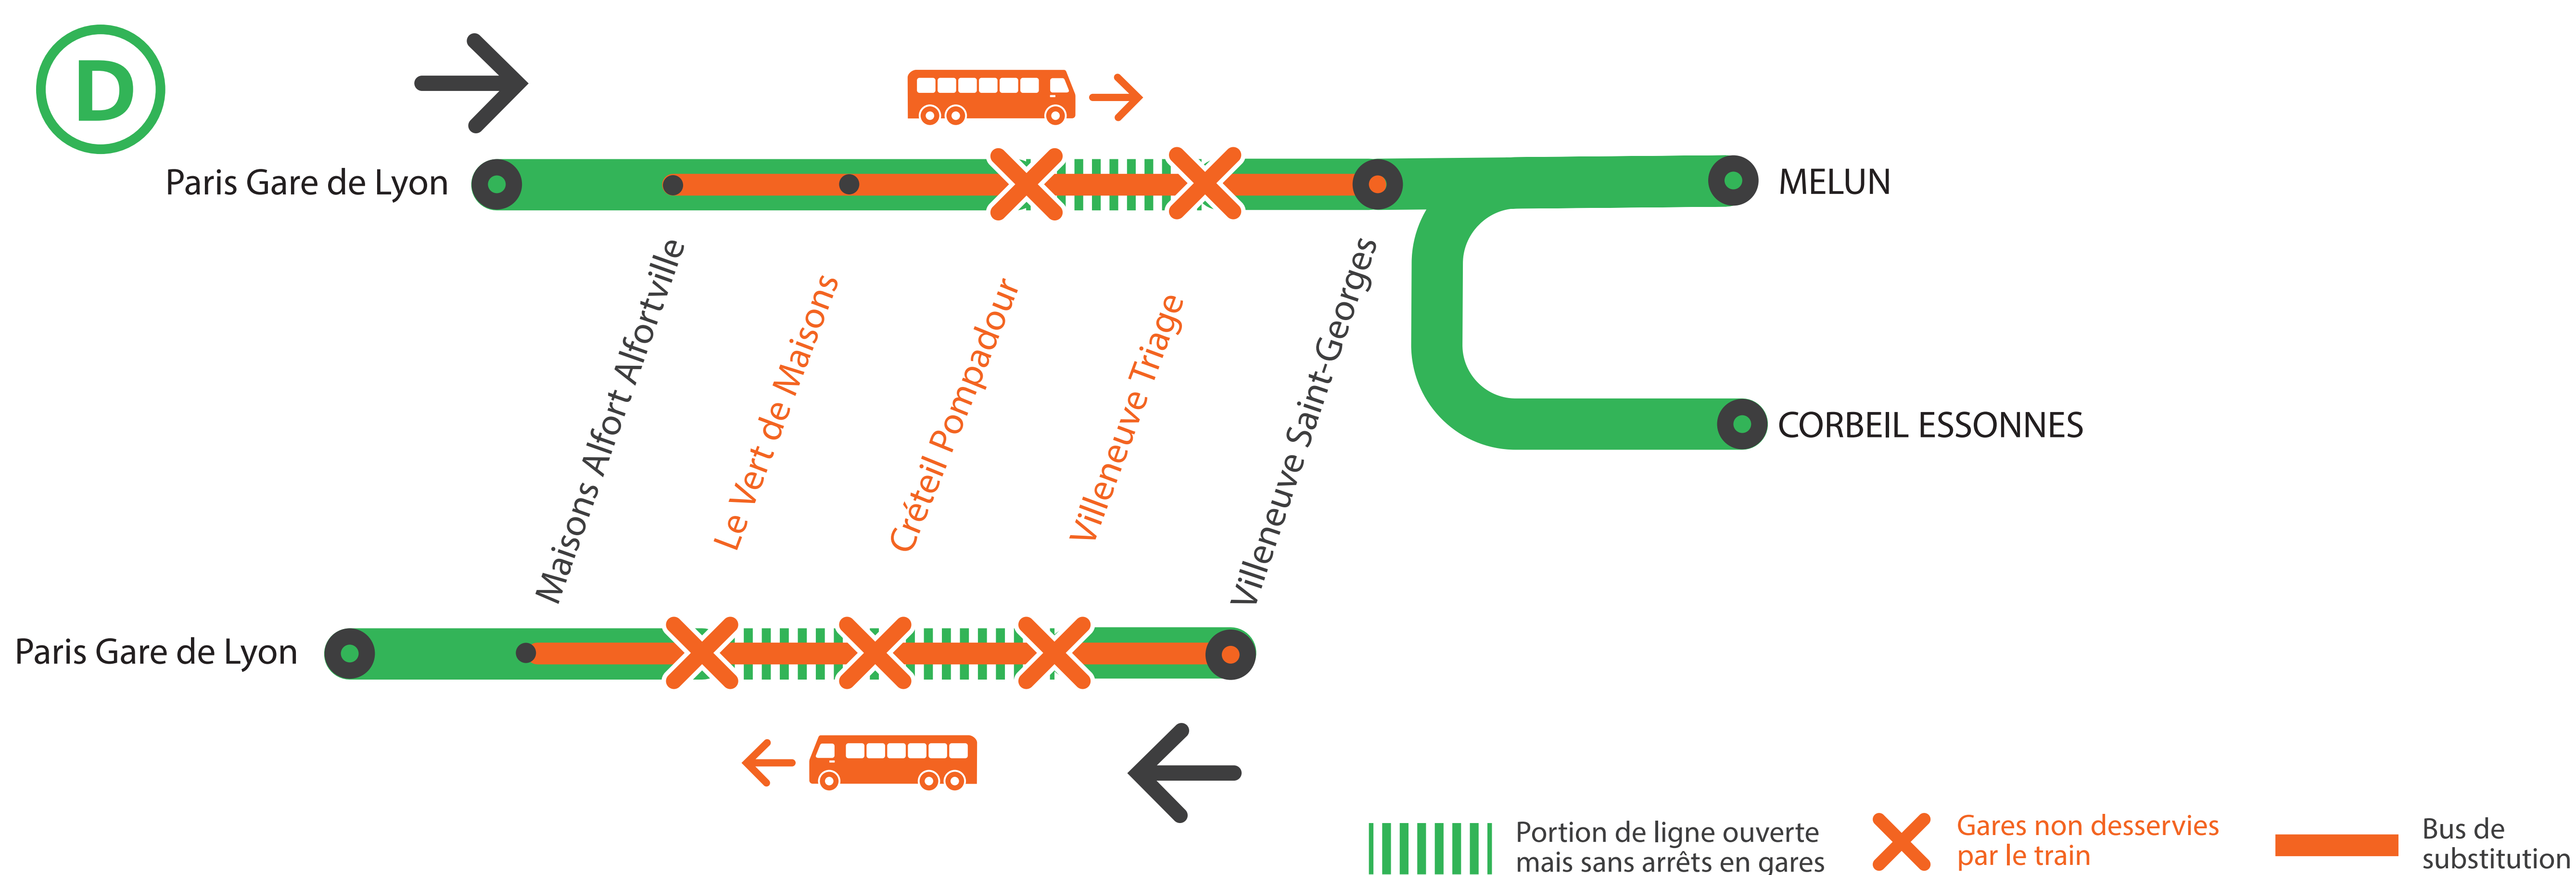 D
Paris Gare de Lyon
MELUN
CORBEIL ESSONNES
Maisons Alfort Alfortville
Le Vert de Maisons
Créteil Pompadour
Villeneuve Triage
Villeneuve Saint-Georges
Paris Gare de Lyon
Portion de ligne ouverte
mais sans arrêts en gares
Gares non desservies
par le train
Bus de
substitution